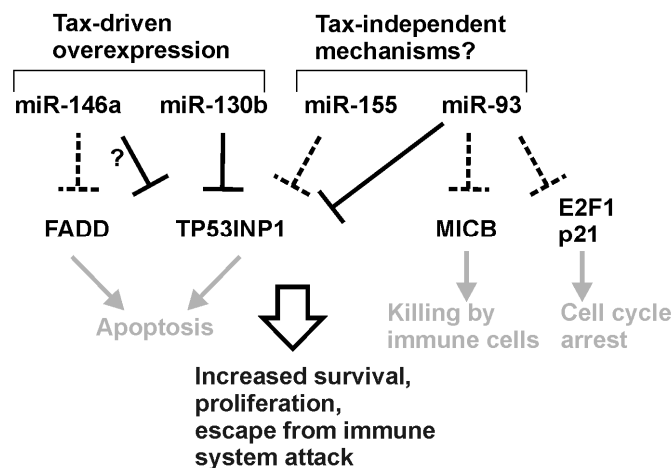 Tax-driven
overexpression
Tax-independent
mechanisms?
miR-146a
miR-130b
miR-155
miR-93
?
FADD
TP53INP1
MICB
E2F1
p21
Apoptosis
Killing by
immune cells
Cell cycle
arrest
Increased survival,
proliferation,
escape from immune
system attack